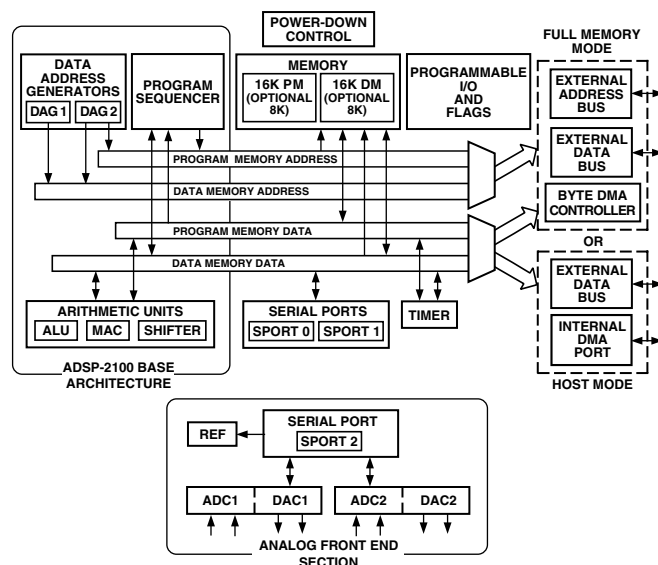 POWER-DOWN
CONTROL
FULL MEMORY
MODE
DATA
ADDRESS
GENERATORS
DAG 1
DAG 2
PROGRAM
SEQUENCER
MEMORY
16K PM
(OPTIONAL
8K)
16K DM
(OPTIONAL
8K)
PROGRAMMABLE
I/O
AND
FLAGS
EXTERNAL
ADDRESS
BUS
EXTERNAL
DATA
BUS
BYTE DMA
CONTROLLER
OR
EXTERNAL
DATA
BUS
INTERNAL
DMA
PORT
HOST MODE
PROGRAM MEMORY ADDRESS
DATA MEMORY ADDRESS
PROGRAM MEMORY DATA
DATA MEMORY DATA
ARITHMETIC UNITS
ALU
MAC
SHIFTER
SERIAL PORTS
SPORT 0
SPORT 1
TIMER
ADSP-2100 BASE
ARCHITECTURE
REF
SERIAL PORT
SPORT 2
ADC1
DAC1
ADC2
DAC2
ANALOG FRONT END
SECTION